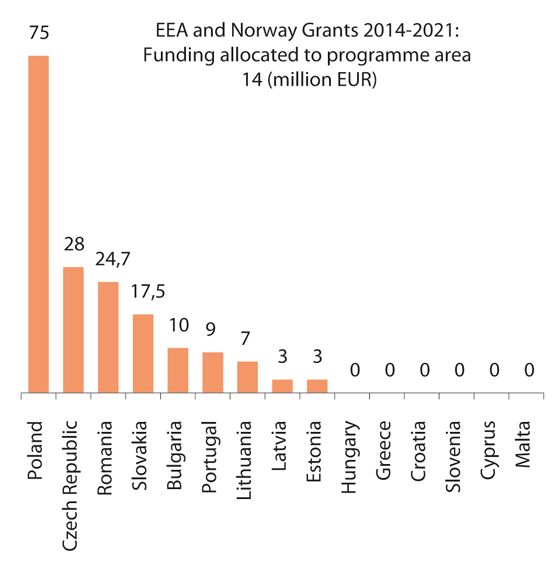 75
EEA and Norway Grants 2014-2021:
Funding allocated to programme area
14 (million EUR)
28
24,7
17,5
10
9
7
3
3
0
0
0
0
0
0
Poland
Czech Republic
Romania
Slovakia
Bulgaria
Portugal
Lithuania
Latvia
Estonia
Hungary
Greece
Croatia
Slovenia
Cyprus
Malta